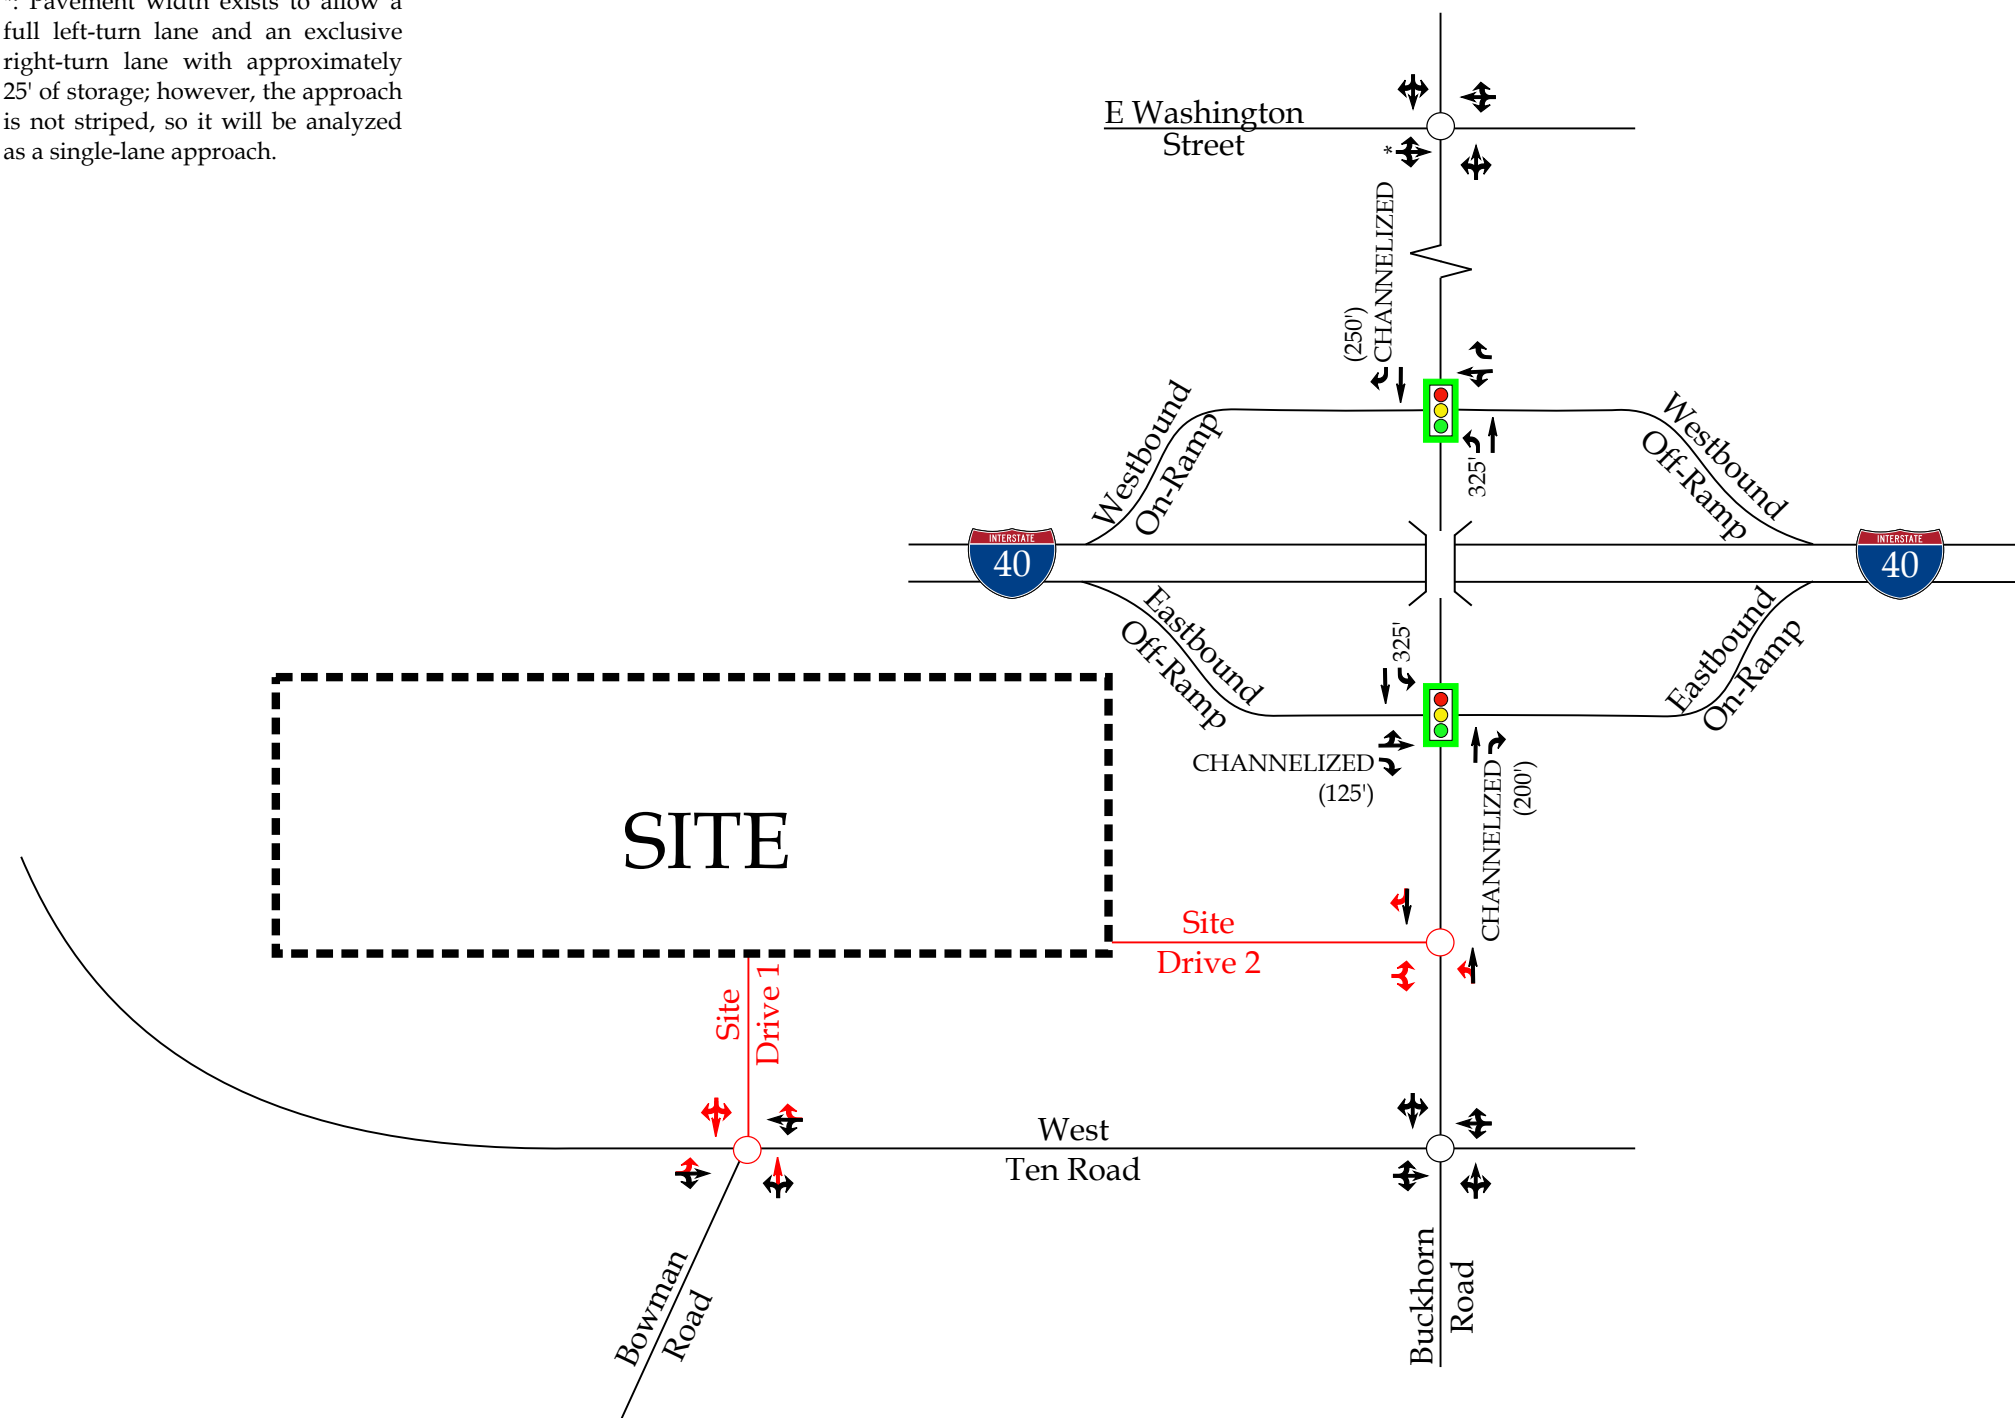 *: Pavement width exists to allow a
full left-turn lane and an exclusive
right-turn lane with approximately
25' of storage; however, the approach
is not striped, so it will be analyzed
as a single-lane approach.
E Washington
Street
*
CHANNELIZED
(250')
325'
Westbound
On-Ramp
Westbound
Off-Ramp
INTERSTATE
40
INTERSTATE
40
Eastbound
Off-Ramp
325'
Eastbound
On-Ramp
CHANNELIZED
(125')
CHANNELIZED
(200')
SITE
Site
Drive 2
Site
Drive 1
West
Ten Road
Bowman
Road
Buckhorn
Road